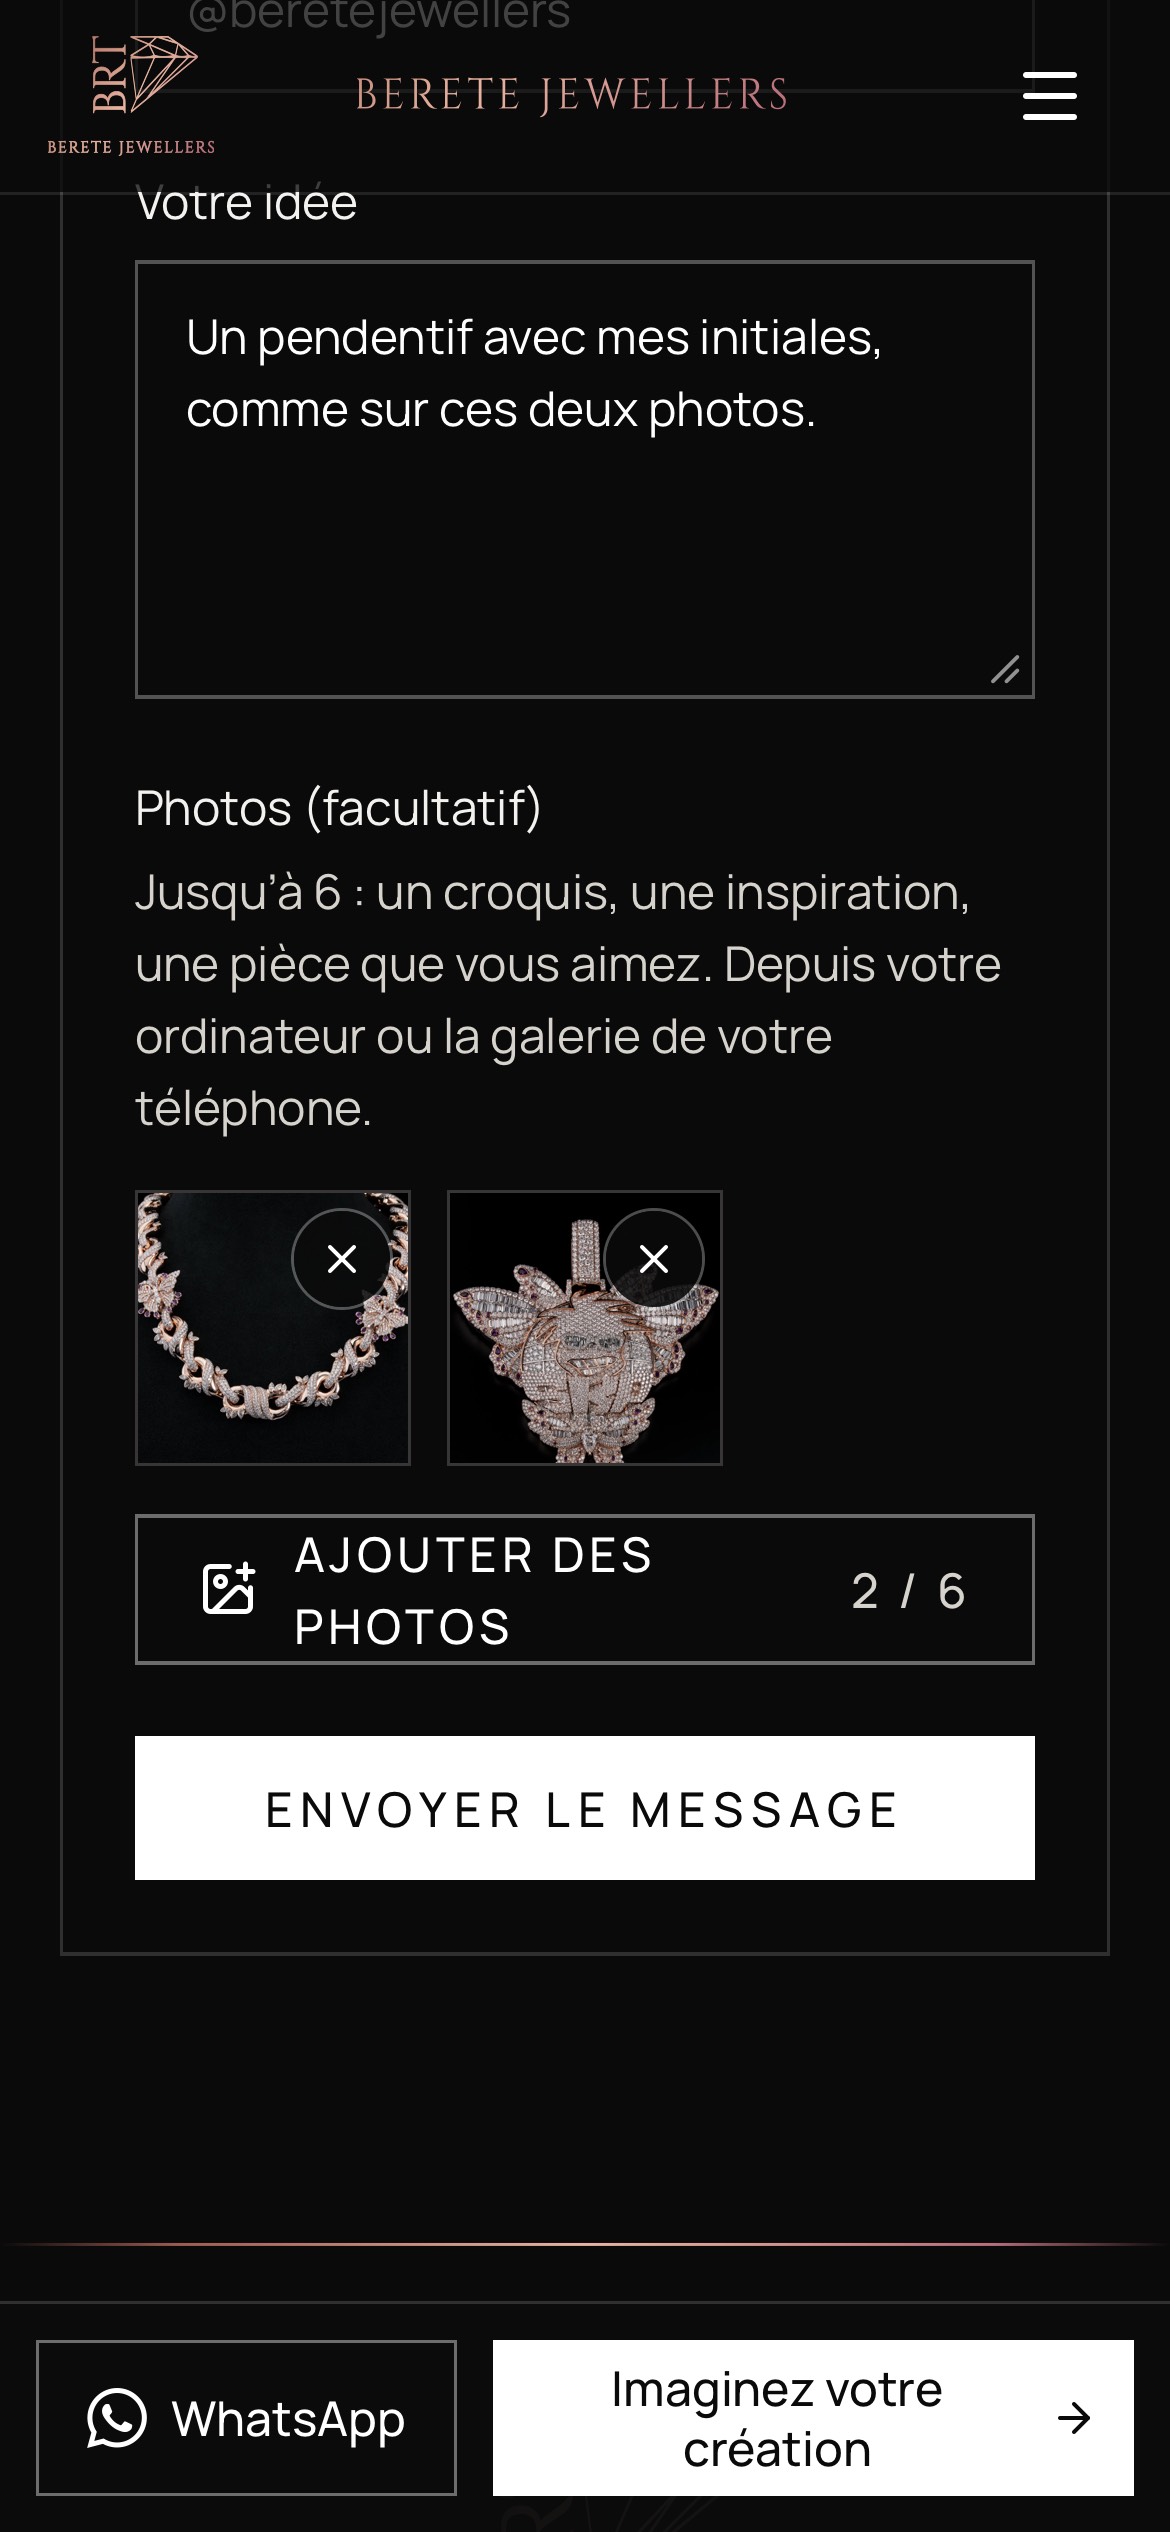 @beretejewellers
BRT
BERETE JEWELLERS
BERETE JEWELLERS
Votre idée
Un pendentif avec mes initiales,
comme sur ces deux photos.
Photos (facultatif)
Jusqu’à 6 : un croquis, une inspiration,
une pièce que vous aimez. Depuis votre
ordinateur ou la galerie de votre
téléphone.
AJOUTER DES
PHOTOS
2 / 6
ENVOYER LE MESSAGE
WhatsApp
Imaginez votre
création